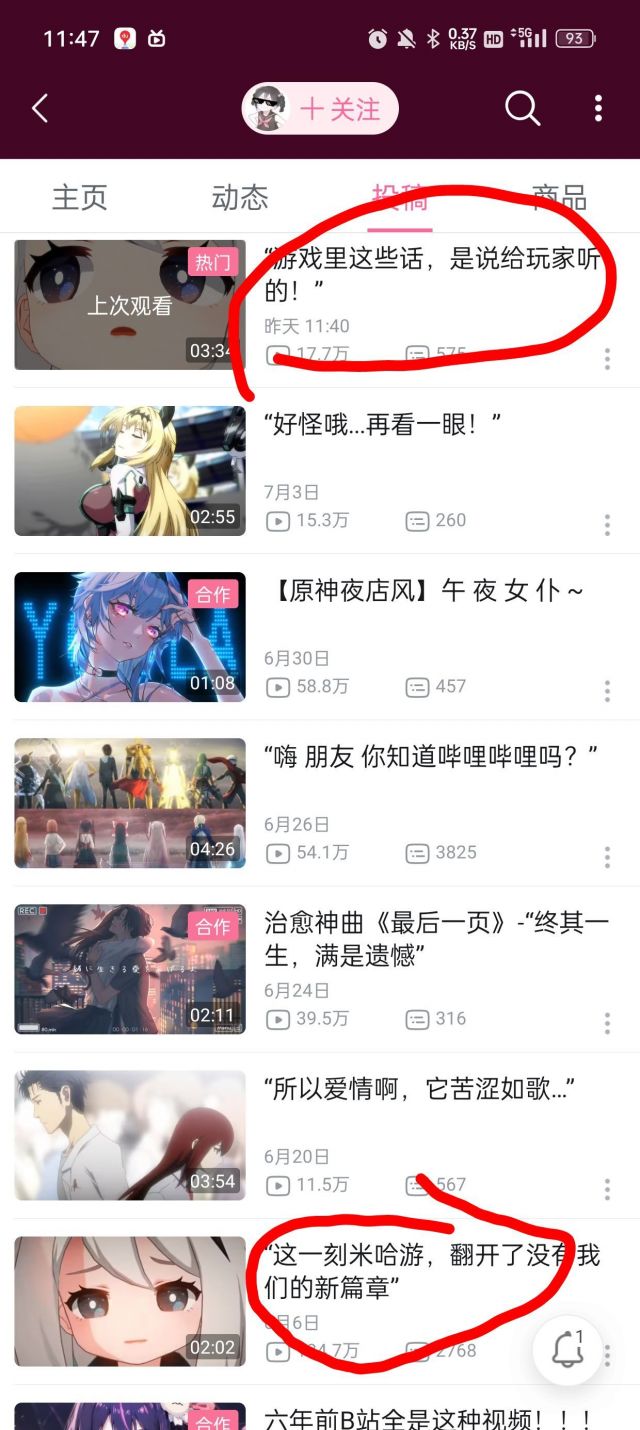 11:47
0.37
KB/S
HD
5G
93
关注
主页
动态
投稿
商品
热门
上次观看
03:34
“游戏里这些话，是说给玩家听
的！”
昨天 11:40
17.7万
575
02:55
“好怪哦...再看一眼！”
7月3日
15.3万
260
合作
01:08
【原神夜店风】午 夜 女 仆 ~
6月30日
58.8万
457
04:26
“嗨 朋友 你知道哔哩哔哩吗？”
6月26日
54.1万
3825
REC
合作
02:11
治愈神曲《最后一页》-“终其一
生，满是遗憾”
6月24日
39.5万
316
03:54
“所以爱情啊，它苦涩如歌...”
6月20日
11.5万
567
02:02
“这一刻米哈游，翻开了没有我
们的新篇章”
6日
2768
1
合作
六年前B站全是这种视频！！！